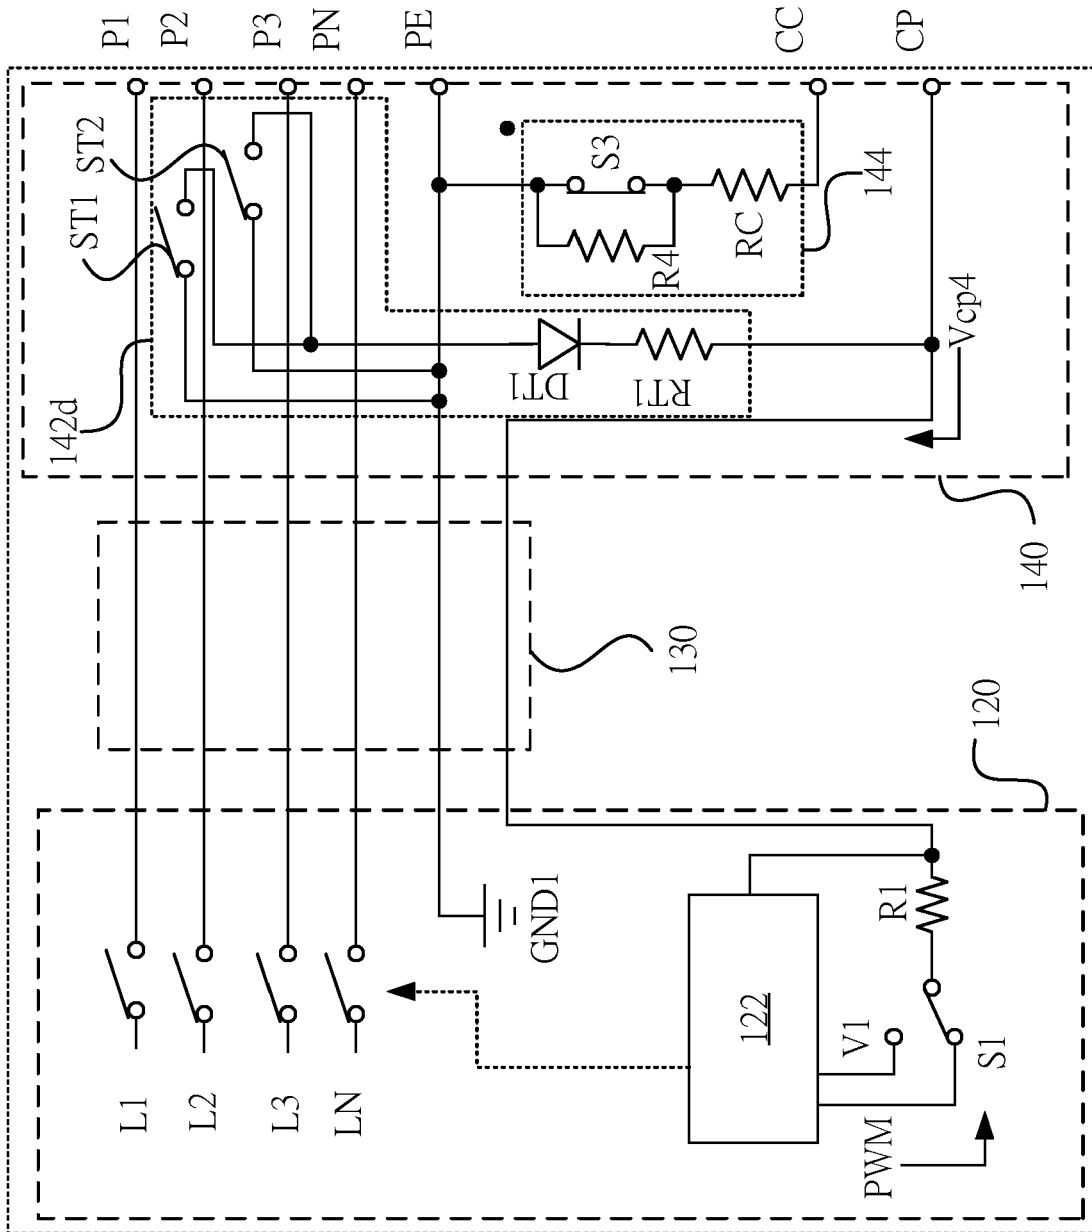 P1
P2
P3
PN
PE
CC
CP
ST1
ST2
S3
R4
RC
144
142d
DT1
RT1
Vcp4
140
130
120
L1
L2
L3
LN
GND1
122
R1
V1
S1
PWM